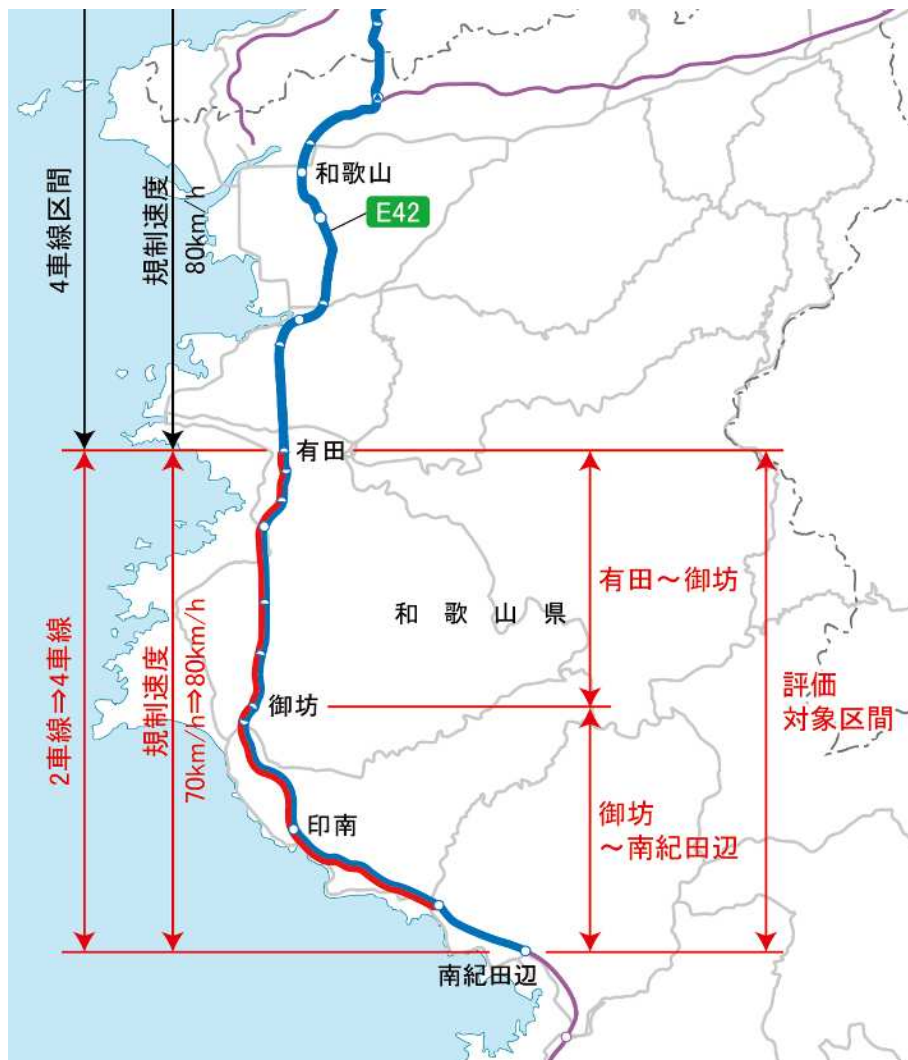 和歌山
E42
4車線区間
規制速度
80km/h
有田
有田～御坊
和歌山県
2車線⇒4車線
規制速度
70km/h⇒80km/h
評価
対象区間
御坊
印南
御坊
～南紀田辺
南紀田辺